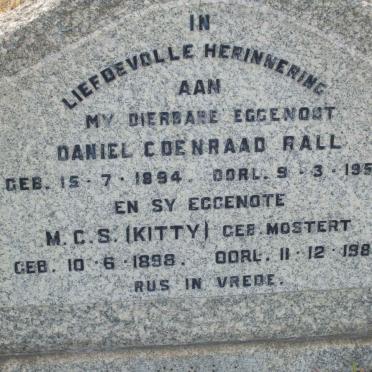 IN
LIEFDEVOLLE HERINNERING
AAN
MY DIERBARE EGGENOOT
DANIEL COENRAAD RALL
GEB. 15-7-1894. OORL. 9-3-195
EN SY EGGENOTE
M.C.S. (KITTY) GEB. MOSTERT
GEB. 10-6-1898. OORL. 11-12-198
RUS IN VREDE.